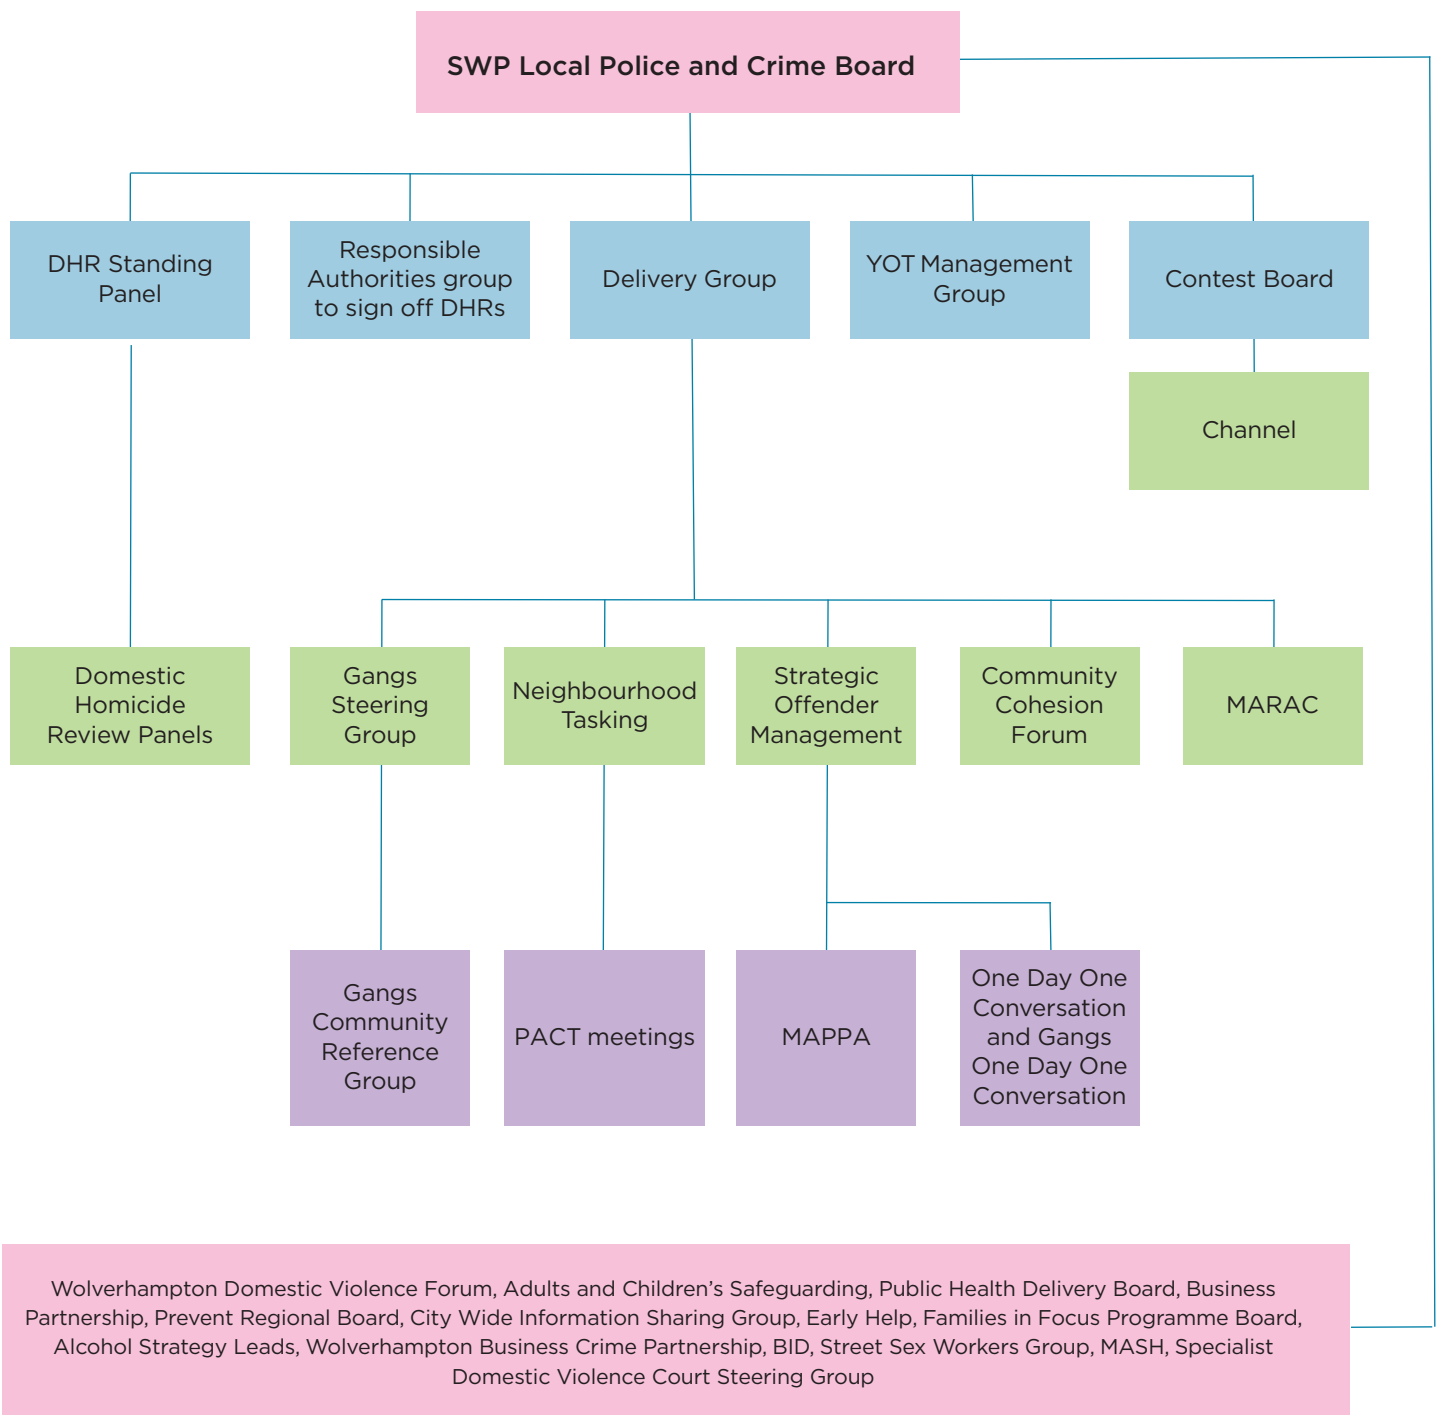 SWP Local Police and Crime Board
DHR Standing
Panel
Responsible
Authorities group
to sign off DHRs
Delivery Group
YOT Management
Group
Contest Board
Channel
Domestic
Homicide
Review Panels
Gangs
Steering
Group
Neighbourhood
Tasking
Strategic
Offender
Management
Community
Cohesion
Forum
MARAC
Gangs
Community
Reference
Group
PACT meetings
MAPPA
One Day One
Conversation
and Gangs
One Day One
Conversation
Wolverhampton Domestic Violence Forum, Adults and Children’s Safeguarding, Public Health Delivery Board, Business
Partnership, Prevent Regional Board, City Wide Information Sharing Group, Early Help, Families in Focus Programme Board,
Alcohol Strategy Leads, Wolverhampton Business Crime Partnership, BID, Street Sex Workers Group, MASH, Specialist
Domestic Violence Court Steering Group